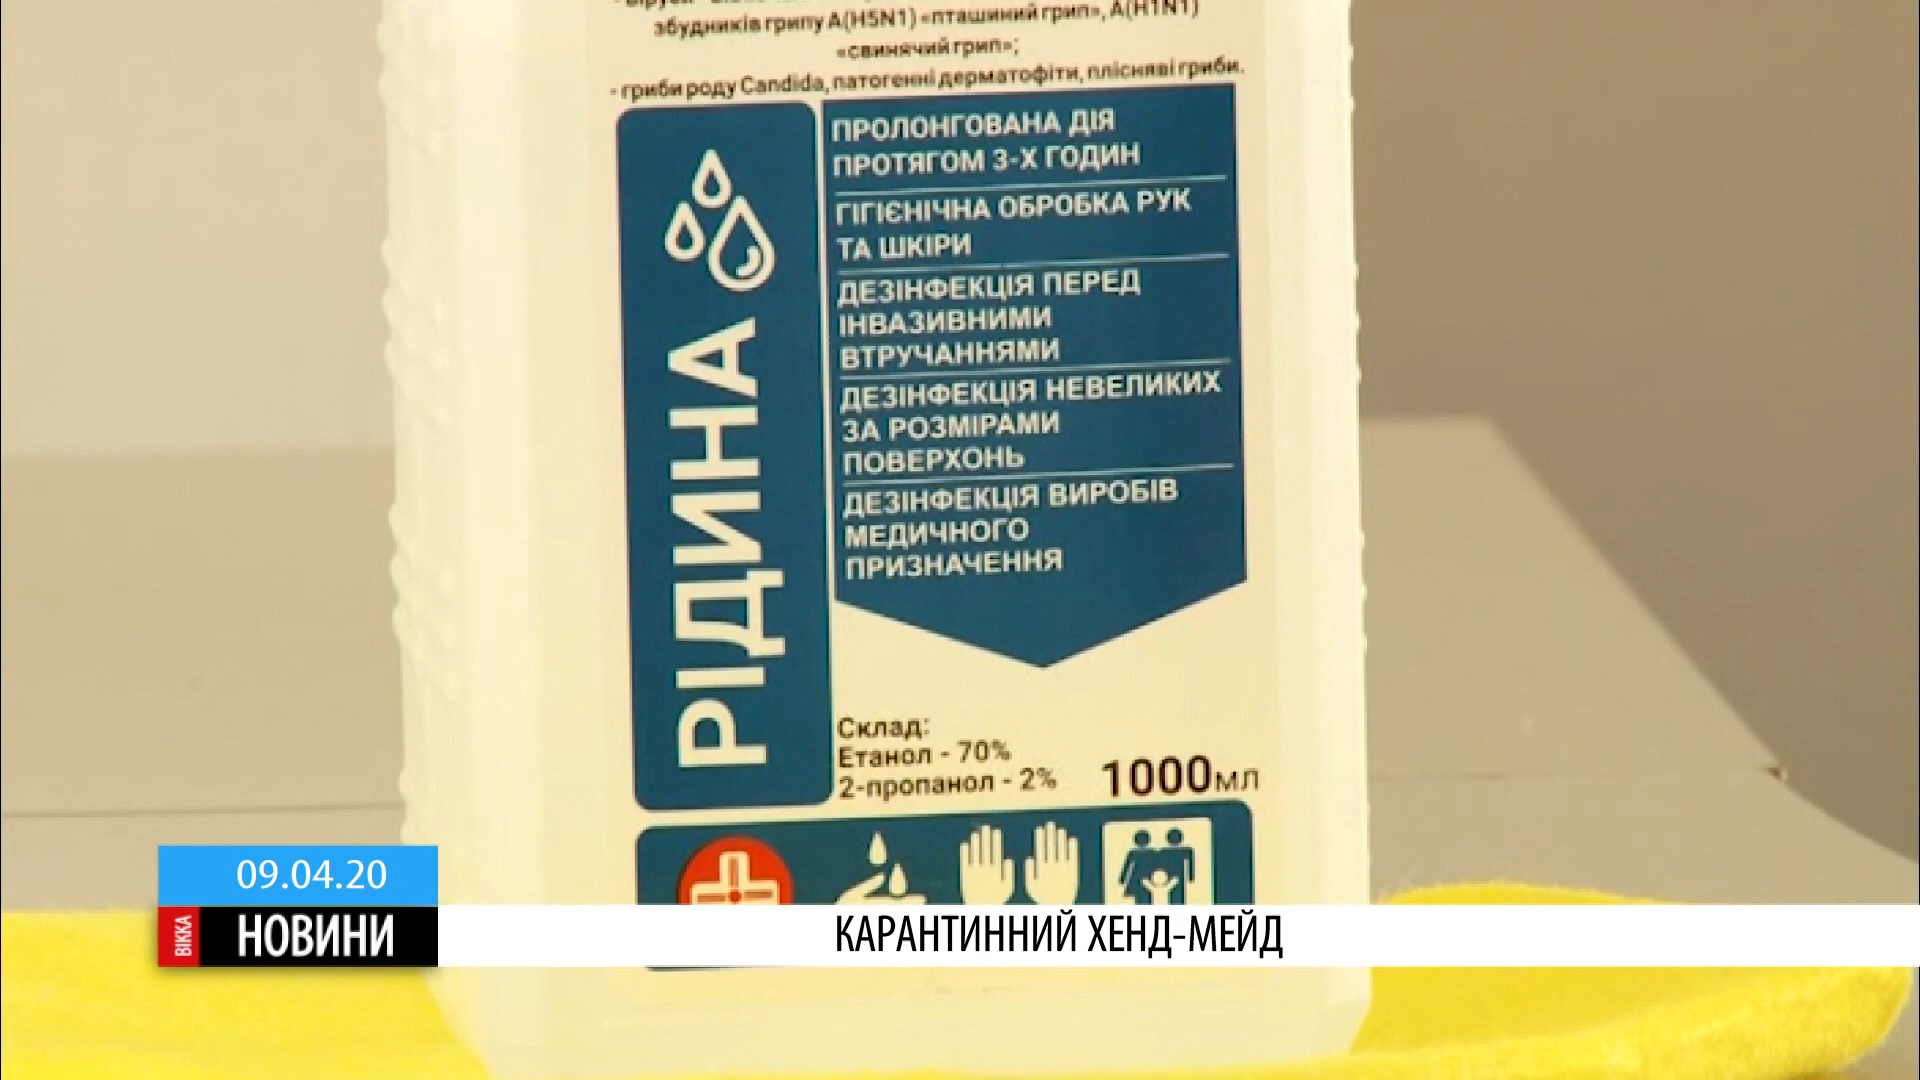 збудників грипу А(H5N1) «пташиний грип», А(H1N1)
«свинячий грип»;
- гриби роду Candida, патогенні дерматофіти, плісняві гриби.
РІДИНА
ПРОЛОНГОВАНА ДІЯ
ПРОТЯГОМ 3-Х ГОДИН
ГІГІЄНІЧНА ОБРОБКА РУК
ТА ШКІРИ
ДЕЗІНФЕКЦІЯ ПЕРЕД
ІНВАЗИВНИМИ
ВТРУЧАННЯМИ
ДЕЗІНФЕКЦІЯ НЕВЕЛИКИХ
ЗА РОЗМІРАМИ
ПОВЕРХОНЬ
ДЕЗІНФЕКЦІЯ ВИРОБІВ
МЕДИЧНОГО
ПРИЗНАЧЕННЯ
Склад:
Етанол - 70%
2-пропанол - 2%
1000мл
09.04.20
ВІККА
НОВИНИ
КАРАНТИННИЙ ХЕНД-МЕЙД